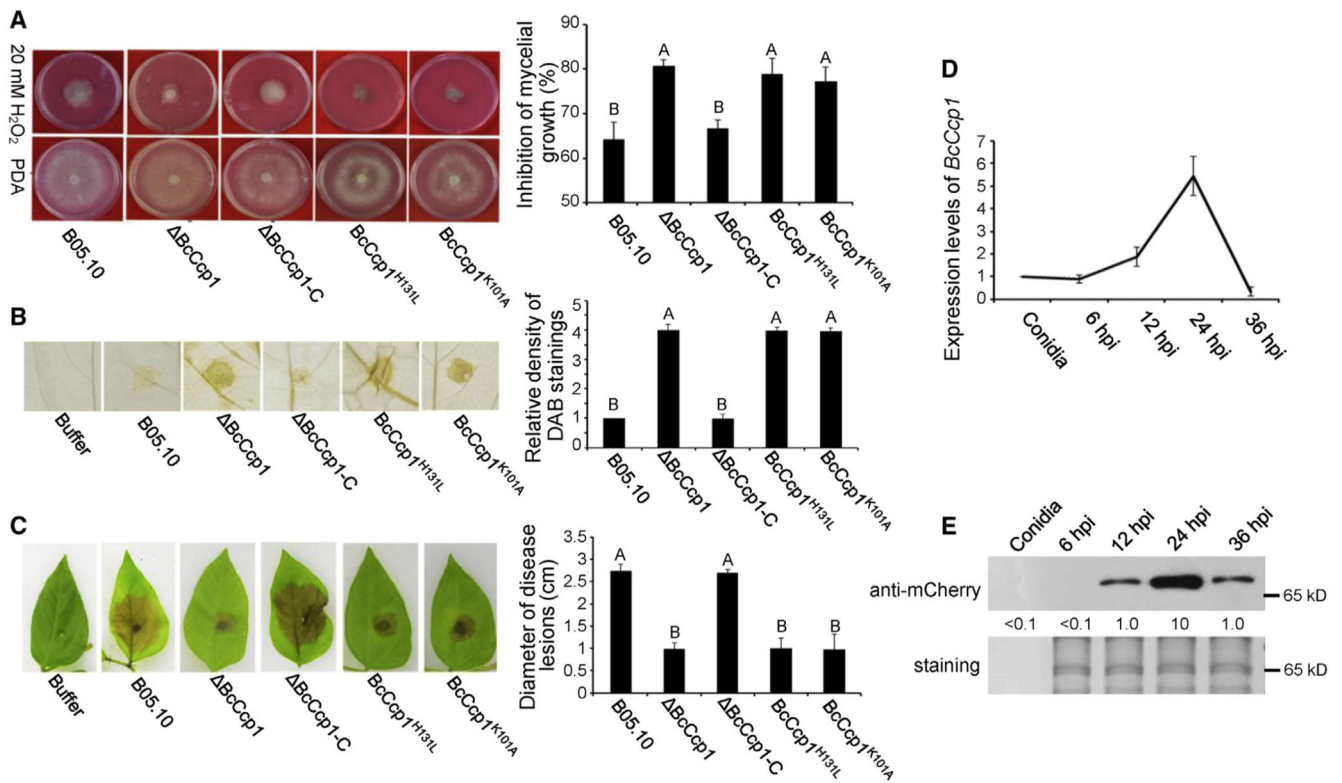 A
20 mM H₂O₂
PDA
B05.10
ΔBcCcp1
ΔBcCcp1-C
BcCcp1ᴴ¹³¹ᴸ
BcCcp1ᴷ¹⁰¹ᴬ
Inhibition of mycelial
growth (%)
90
80
70
60
50
B
A
B
A
A
B05.10
ΔBcCcp1
ΔBcCcp1-C
BcCcp1ᴴ¹³¹ᴸ
BcCcp1ᴷ¹⁰¹ᴬ
B
Buffer
B05.10
ΔBcCcp1
ΔBcCcp1-C
BcCcp1ᴴ¹³¹ᴸ
BcCcp1ᴷ¹⁰¹ᴬ
Relative density of
DAB stainings
5
4
3
2
1
0
B
A
B
A
A
B05.10
ΔBcCcp1
ΔBcCcp1-C
BcCcp1ᴴ¹³¹ᴸ
BcCcp1ᴷ¹⁰¹ᴬ
C
Buffer
B05.10
ΔBcCcp1
ΔBcCcp1-C
BcCcp1ᴴ¹³¹ᴸ
BcCcp1ᴷ¹⁰¹ᴬ
Diameter of disease
lesions (cm)
3.5
3
2.5
2
1.5
1
0.5
0
A
B
A
B
B
B05.10
ΔBcCcp1
ΔBcCcp1-C
BcCcp1ᴴ¹³¹ᴸ
BcCcp1ᴷ¹⁰¹ᴬ
D
Expression levels of BcCcp1
7
6
5
4
2
1
0
Conidia
6 hpi
12 hpi
24 hpi
36 hpi
E
Conidia
6 hpi
12 hpi
24 hpi
36 hpi
anti-mCherry
65 kD
<0.1 <0.1 1.0 10 1.0
staining
65 kD